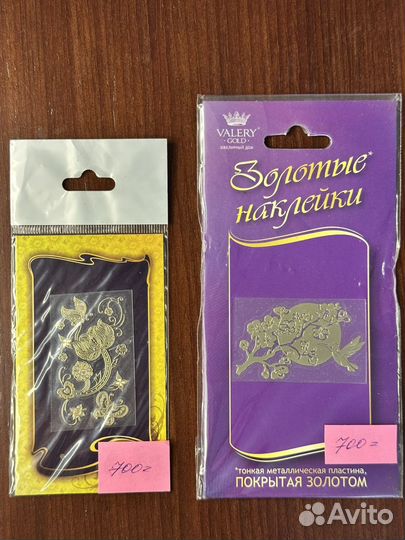 VALERY
GOLD
ЮВЕЛИРНЫЙ ДОМ
Золотые*
наклейки
700=
700=
*тонкая металлическая пластина,
ПОКРЫТАЯ ЗОЛОТОМ
Avito